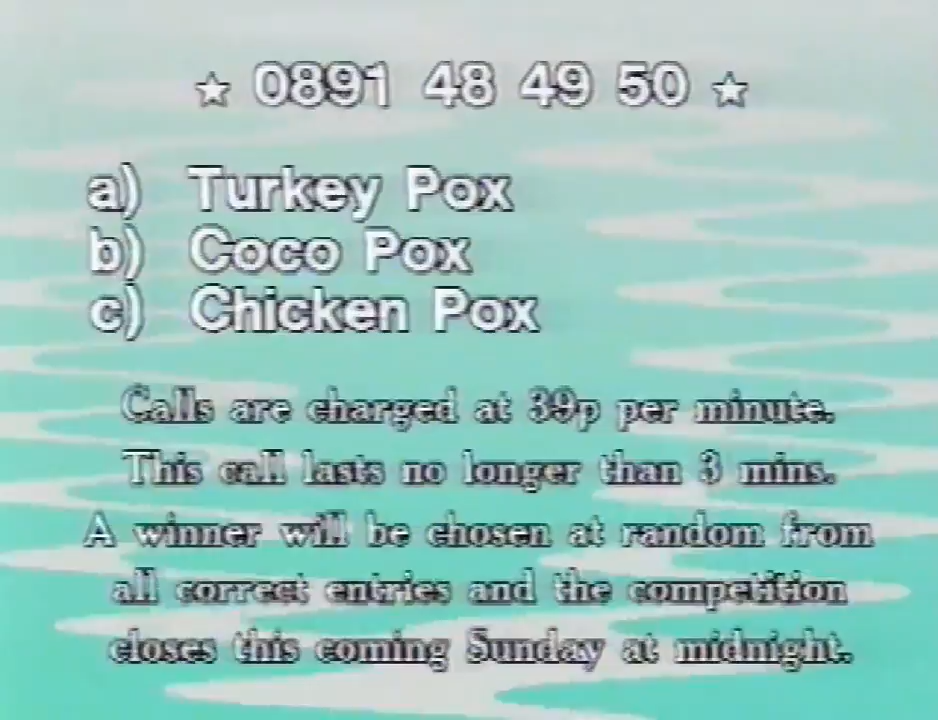 ★ 0891 48 49 50 ★
a) Turkey Pox
b) Coco Pox
c) Chicken Pox
Calls are charged at 39p per minute.
This call lasts no longer than 3 mins.
A winner will be chosen at random from
all correct entries and the competition
closes this coming Sunday at midnight.